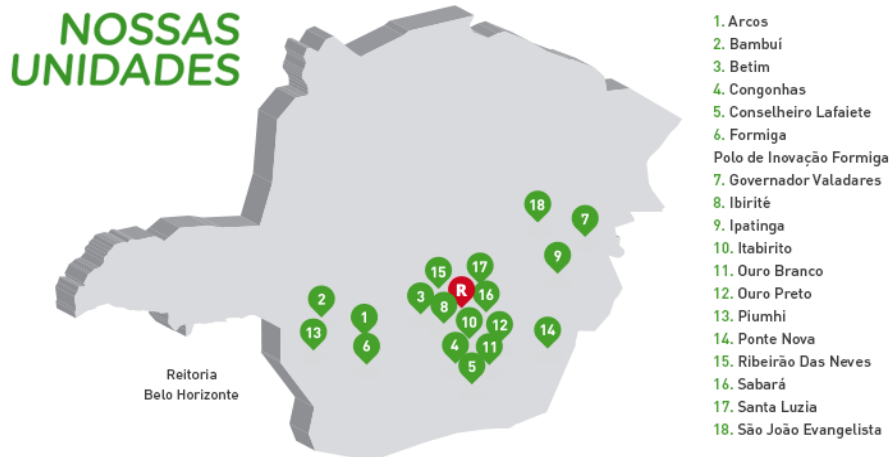 NOSSAS
UNIDADES
18
7
9
17
15
R
16
3
8
2
1
10
12
13
14
4
11
6
5
Reitoria
Belo Horizonte
1. Arcos
2. Bambuí
3. Betim
4. Congonhas
5. Conselheiro Lafaiete
6. Formiga
Polo de Inovação Formiga
7. Governador Valadares
8. Ibirité
9. Ipatinga
10. Itabirito
11. Ouro Branco
12. Ouro Preto
13. Piumhi
14. Ponte Nova
15. Ribeirão Das Neves
16. Sabará
17. Santa Luzia
18. São João Evangelista